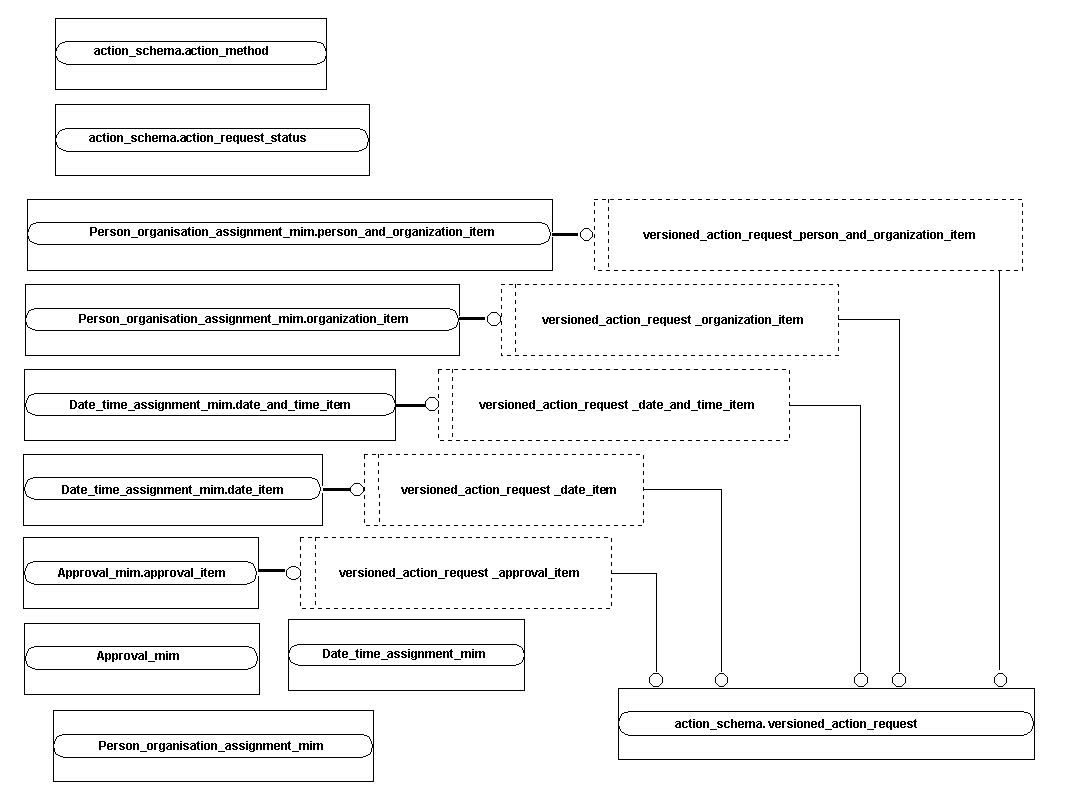 action_schema.action_method
action_schema.action_request_status
Person_organisation_assignment_mim.person_and_organization_item
versioned_action_request_person_and_organization_item
Person_organisation_assignment_mim.organization_item
versioned_action_request _organization_item
Date_time_assignment_mim.date_and_time_item
versioned_action_request _date_and_time_item
Date_time_assignment_mim.date_item
versioned_action_request _date_item
Approval_mim.approval_item
versioned_action_request _approval_item
Approval_mim
Date_time_assignment_mim
action_schema. versioned_action_request
Person_organisation_assignment_mim